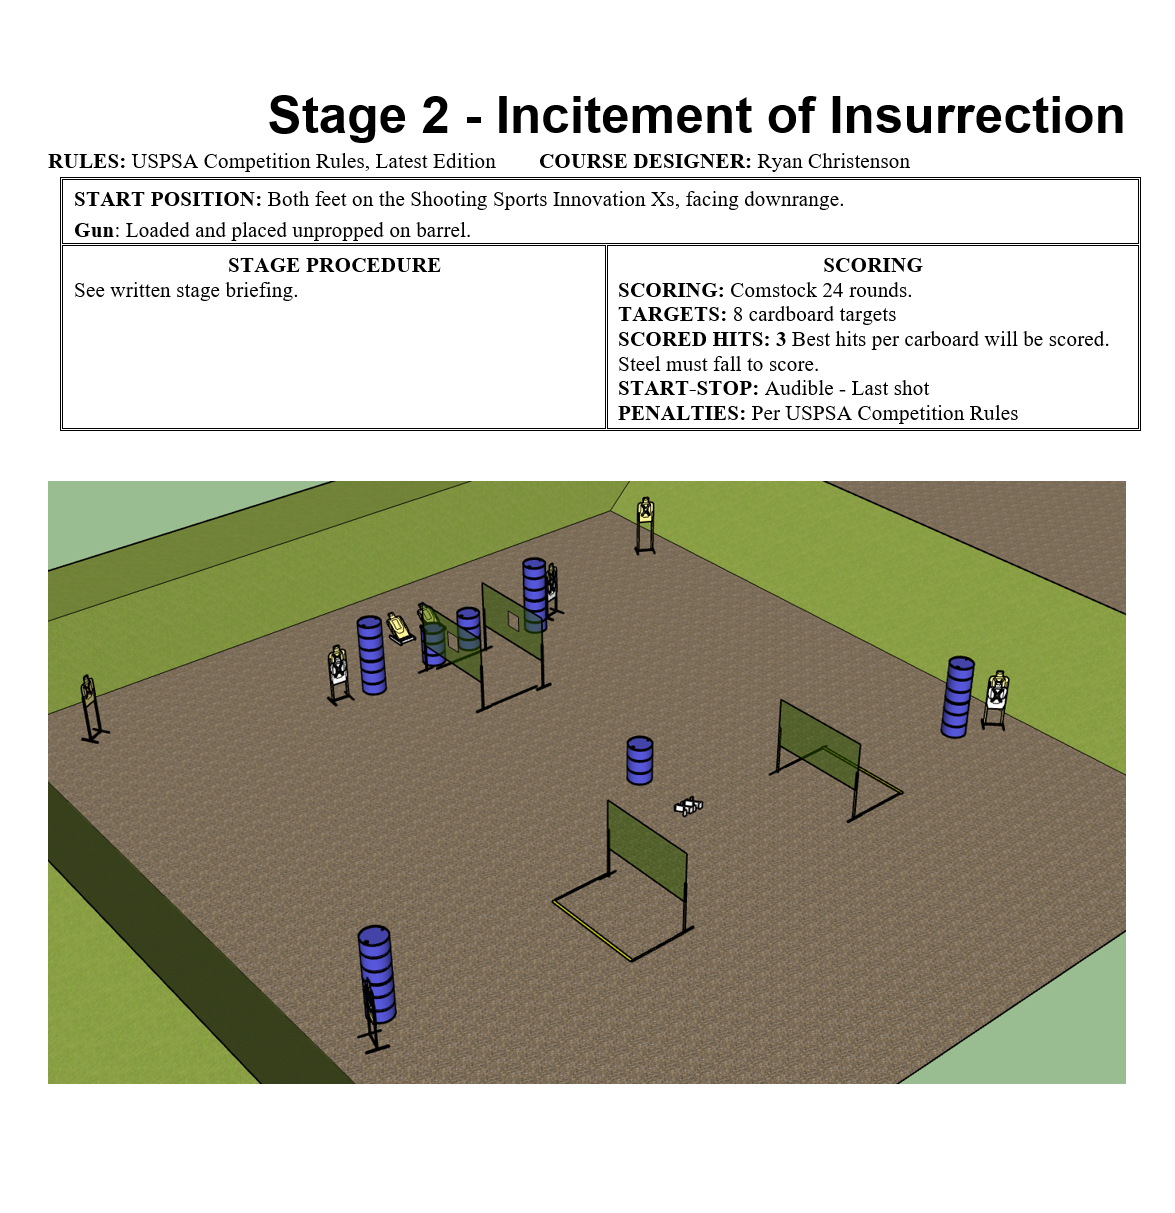 Stage 2 - Incitement of Insurrection
RULES: USPSA Competition Rules, Latest Edition COURSE DESIGNER: Ryan Christenson
START POSITION: Both feet on the Shooting Sports Innovation Xs, facing downrange.
Gun: Loaded and placed unpropped on barrel.
STAGE PROCEDURE
See written stage briefing.
SCORING
SCORING: Comstock 24 rounds.
TARGETS: 8 cardboard targets
SCORED HITS: 3 Best hits per carboard will be scored.
Steel must fall to score.
START-STOP: Audible - Last shot
PENALTIES: Per USPSA Competition Rules